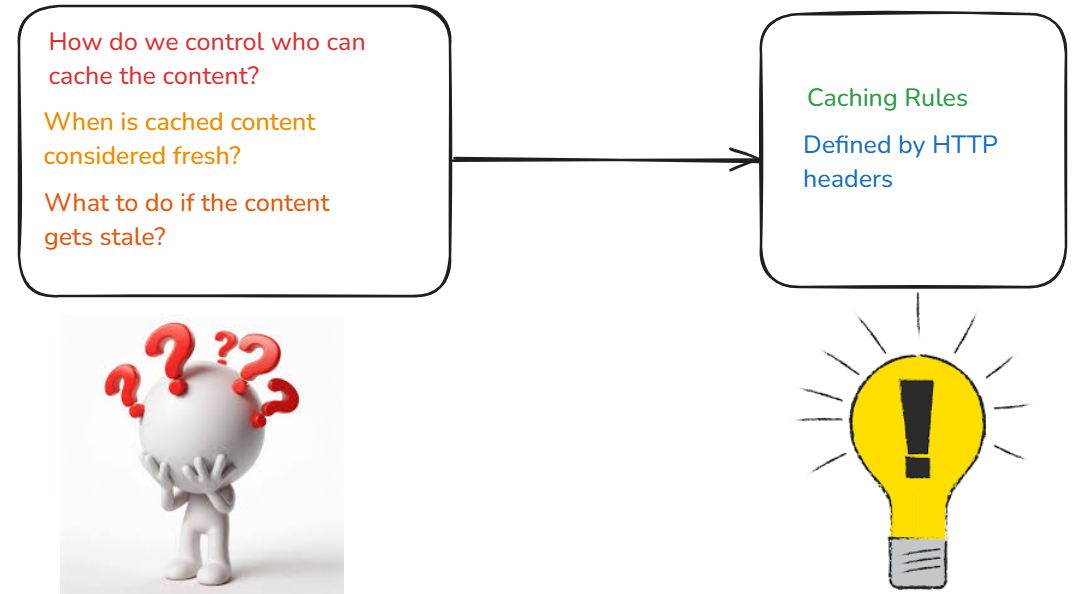 How do we control who can
cache the content?
When is cached content
considered fresh?
What to do if the content
gets stale?
Caching Rules
Defined by HTTP
headers